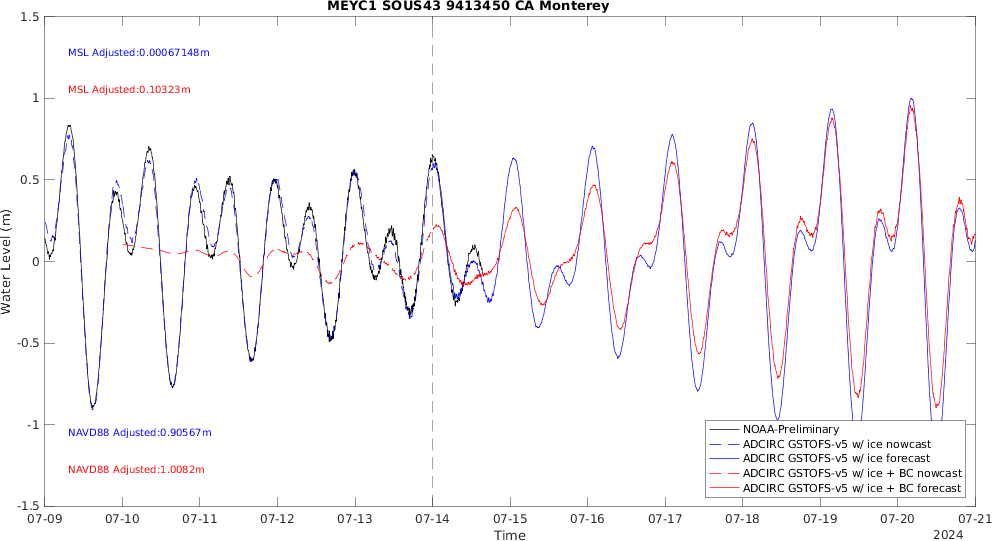 MEYC1 SOUS43 9413450 CA Monterey
1.5
1
0.5
0
-0.5
-1
-1.5
Water Level (m)
MSL Adjusted:0.00067148m
MSL Adjusted:0.10323m
NAVD88 Adjusted:0.90567m
NAVD88 Adjusted:1.0082m
NOAA-Preliminary
ADCIRC GSTOFS-v5 w/ ice nowcast
ADCIRC GSTOFS-v5 w/ ice forecast
ADCIRC GSTOFS-v5 w/ ice + BC nowcast
ADCIRC GSTOFS-v5 w/ ice + BC forecast
07-09 07-10 07-11 07-12 07-13 07-14 07-15 07-16 07-17 07-18 07-19 07-20 07-21
Time
2024